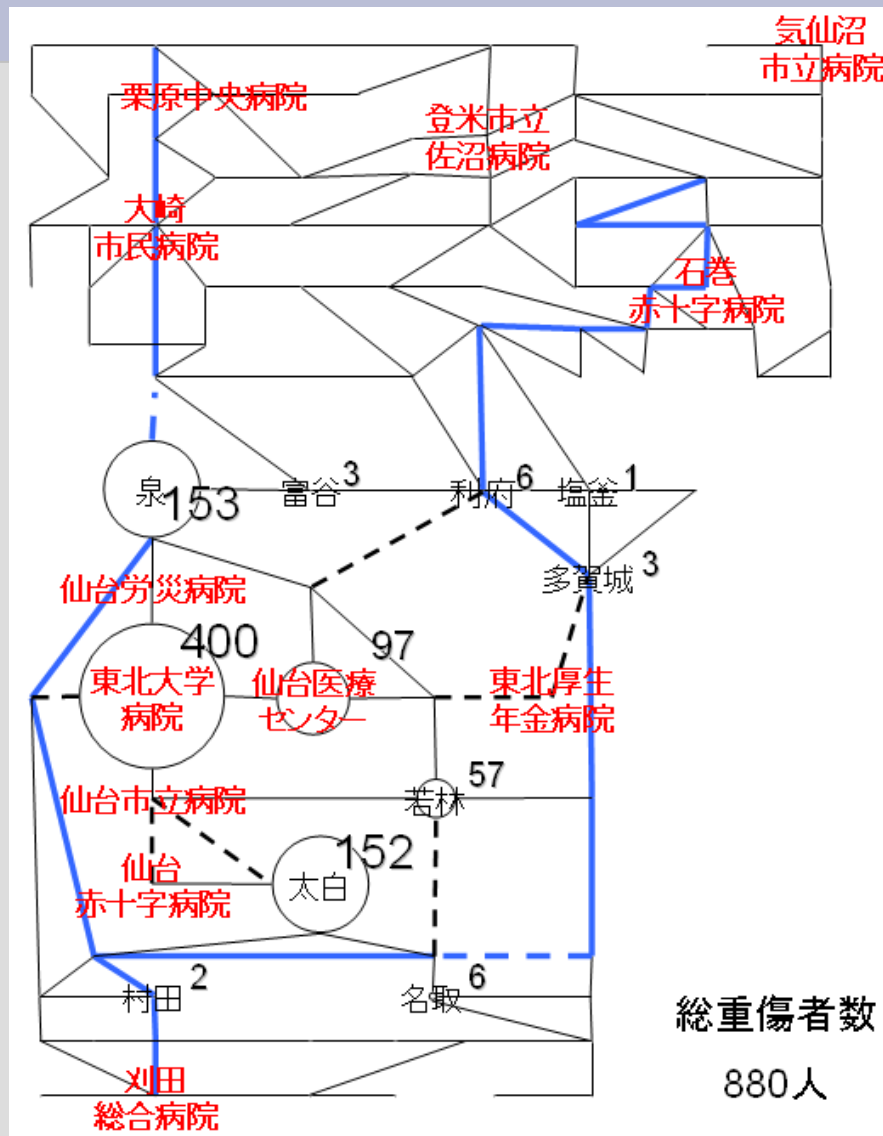 気仙沼
市立病院
栗原中央病院
登米市立
佐沼病院
大崎
市民病院
石巻
赤十字病院
泉
153
富谷
3
利府
6
塩釜
1
多賀城
3
仙台労災病院
400
97
東北大学
病院
仙台医療
センター
東北厚生
年金病院
仙台市立病院
若林
57
仙台
赤十字病院
太白
152
村田
2
名取
6
総重傷者数
880人
刈田
総合病院